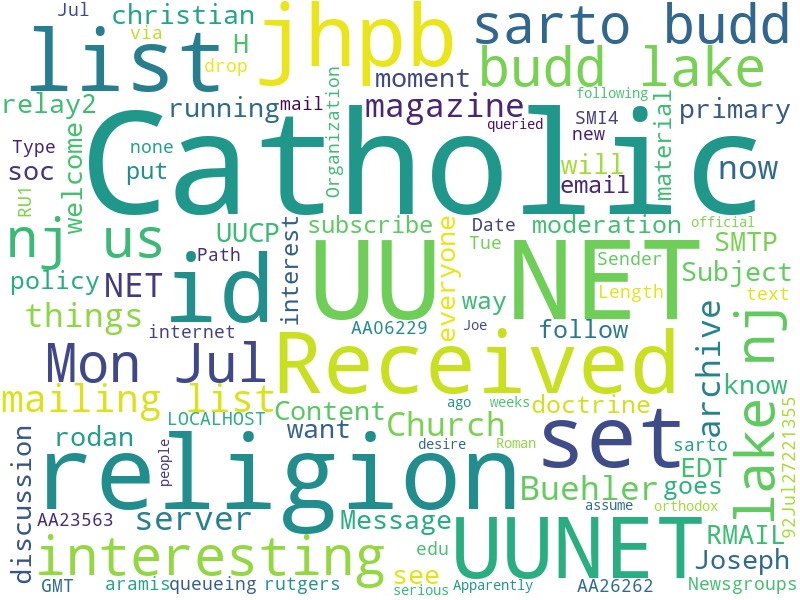 Jul
christian
via
H
drop
list
jhpb
sarto budd
budd lake
relay2
running
mail
moment
magazine
queried
following
SMI4
new
primary
Type
none
soc
put
welcome
RU1
Catholic
Organization
will
email
material
now
nj us
UUCP
subscribe
Date
Tue
moderation
official
SMTP
Path
policy
NET
id
interest
UU NET
everyone
Sender
Length
Subject
text
things
internet
AA06229
Joe
way
follow
archive
lake nj
Mon Jul
Received
know
mailing list
LOCALHOST
Content
Church
ago
weeks
doctrine
set
sarto
92Jul27221355
rodan
want
desire
Roman
EDT
goes
discussion
religion
people
Buehler
assume
orthodox
AA23563
server
Message
UUNET
RMAIL
interesting
edu
see
Joseph
GMT
aramis
queueing
rutgers
serious
Apparently
AA26262
Newsgroups